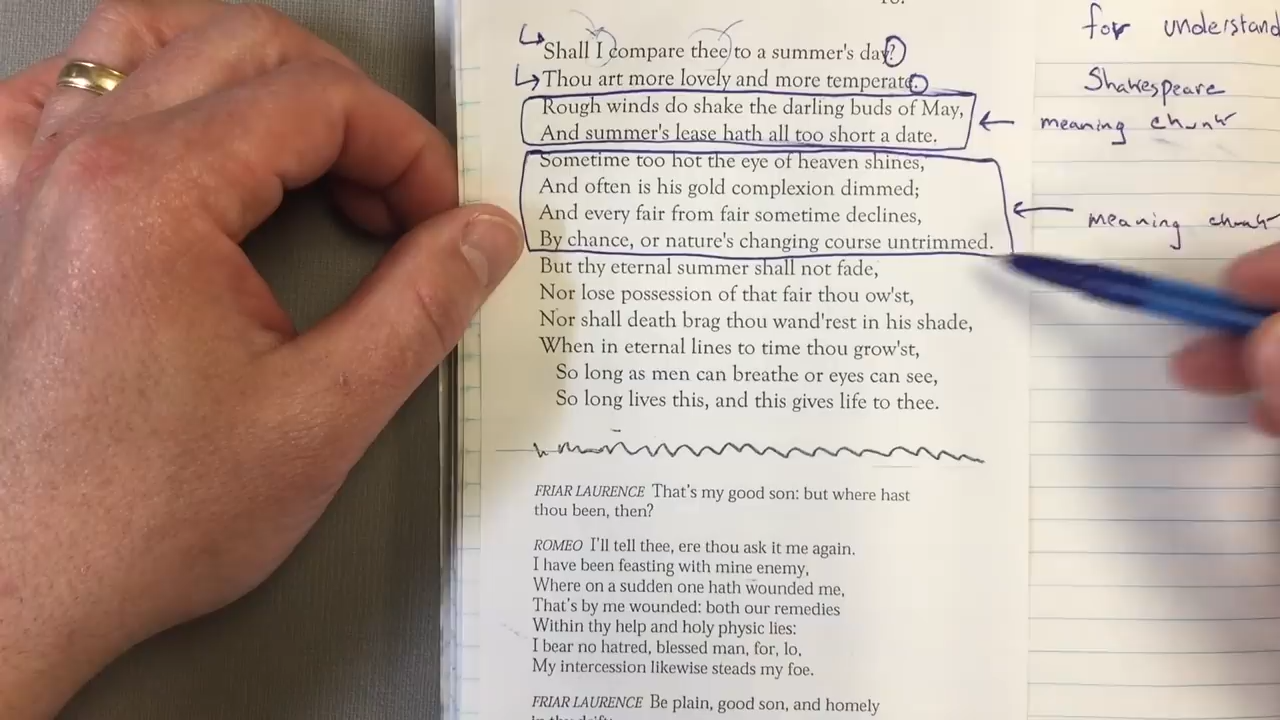 for understand
Shall I compare thee to a summer's day?
Thou art more lovely and more temperate.
Shakespeare
Rough winds do shake the darling buds of May,
meaning chunk
And summer's lease hath all too short a date.
Sometime too hot the eye of heaven shines,
And often is his gold complexion dimmed;
And every fair from fair sometime declines,
meaning chunk
By chance, or nature's changing course untrimmed.
But thy eternal summer shall not fade,
Nor lose possession of that fair thou ow'st,
Nor shall death brag thou wand'rest in his shade,
When in eternal lines to time thou grow'st,
So long as men can breathe or eyes can see,
So long lives this, and this gives life to thee.
FRIAR LAURENCE That's my good son: but where hast
thou been, then?
ROMEO I'll tell thee, ere thou ask it me again.
I have been feasting with mine enemy,
Where on a sudden one hath wounded me,
That's by me wounded: both our remedies
Within thy help and holy physic lies:
I bear no hatred, blessed man, for, lo,
My intercession likewise steads my foe.
FRIAR LAURENCE Be plain, good son, and homely